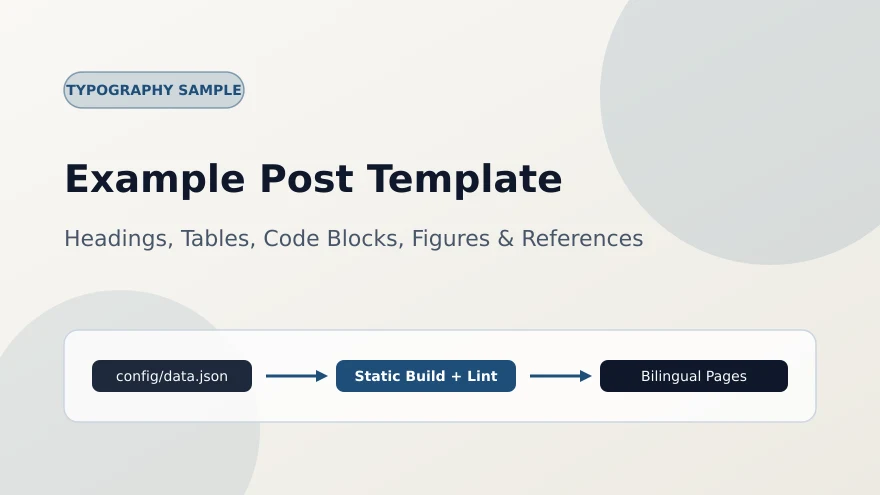 TYPOGRAPHY SAMPLE
Example Post Template
Headings, Tables, Code Blocks, Figures & References
config/data.json
Static Build + Lint
Bilingual Pages